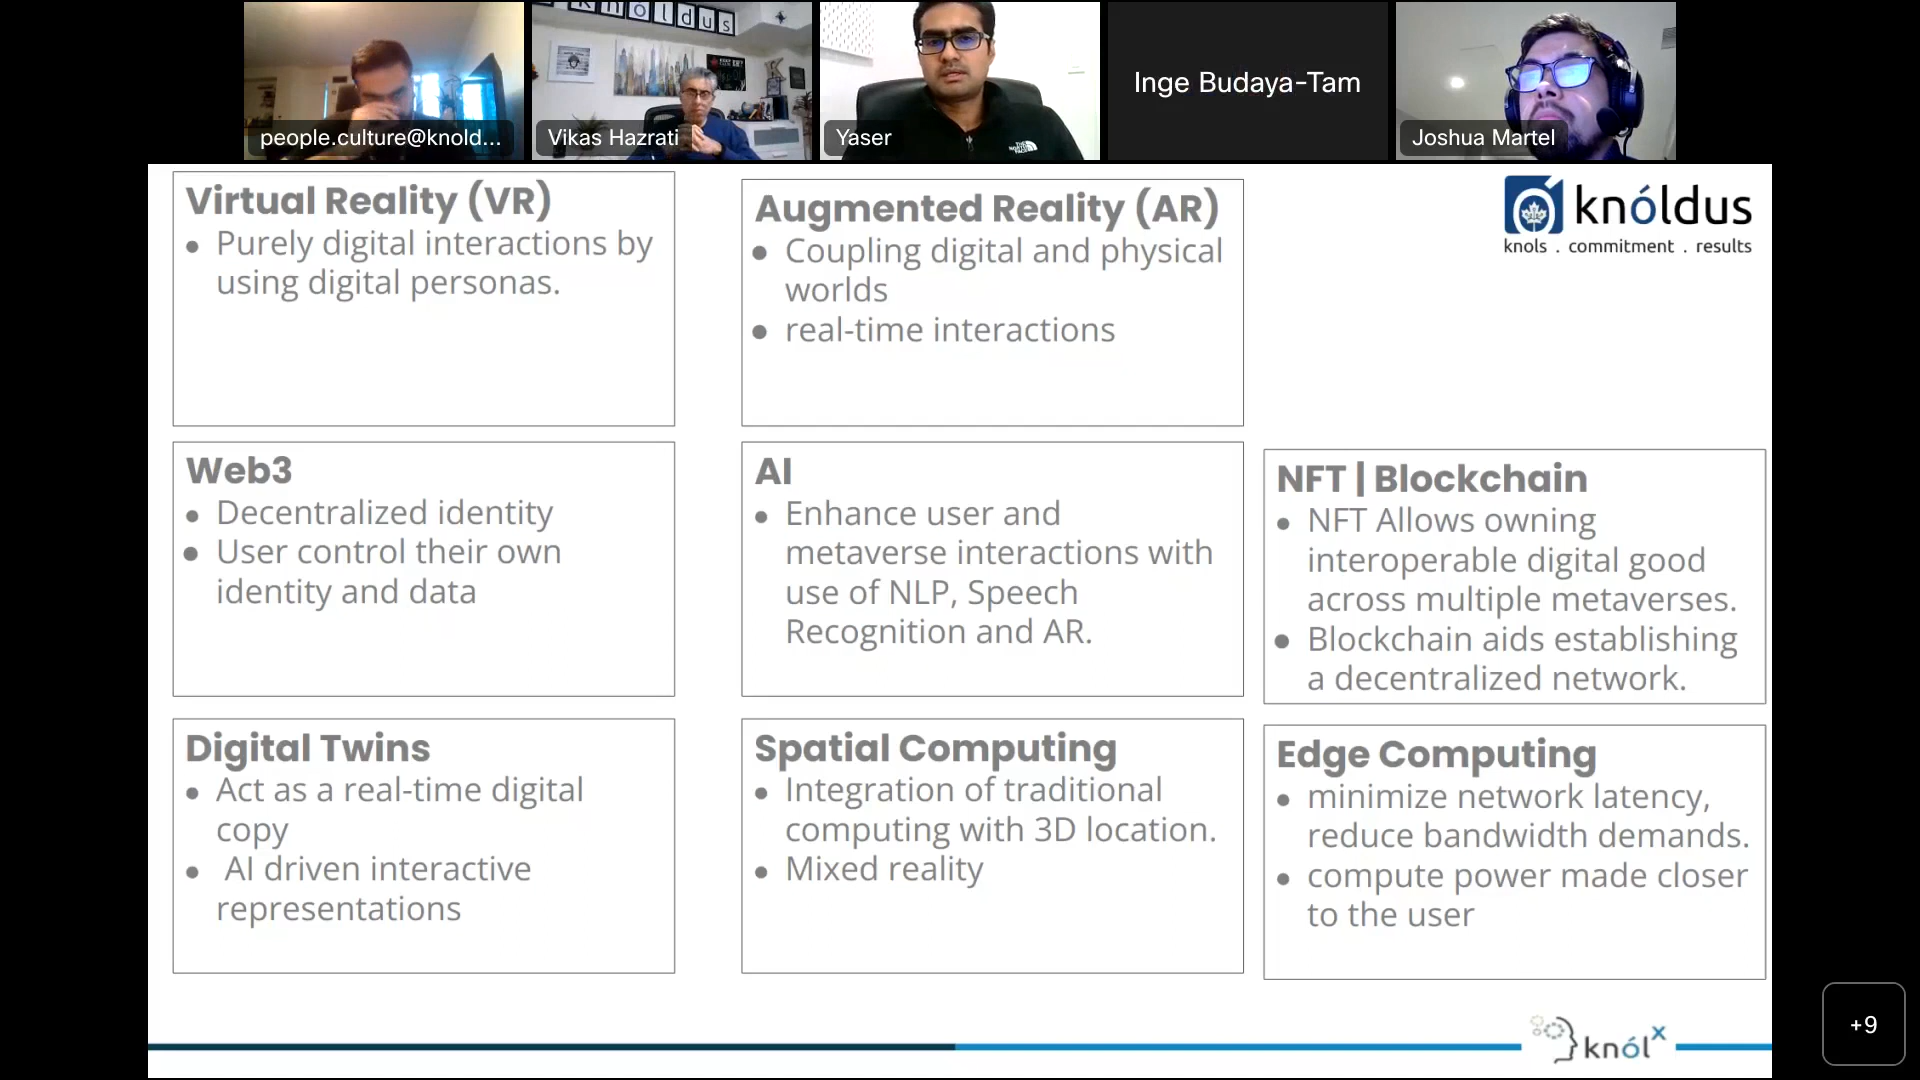 knoldus
people.culture@knold...
Vikas Hazrati
Yaser
THE
NORTH
FACE
Inge Budaya-Tam
Joshua Martel
Virtual Reality (VR)
● Purely digital interactions by
using digital personas.
Augmented Reality (AR)
● Coupling digital and physical
worlds
● real-time interactions
knóldus
knols . commitment . results
Web3
● Decentralized identity
● User control their own
identity and data
AI
● Enhance user and
metaverse interactions with
use of NLP, Speech
Recognition and AR.
NFT | Blockchain
● NFT Allows owning
interoperable digital good
across multiple metaverses.
● Blockchain aids establishing
a decentralized network.
Digital Twins
● Act as a real-time digital
copy
● AI driven interactive
representations
Spatial Computing
● Integration of traditional
computing with 3D location.
● Mixed reality
Edge Computing
● minimize network latency,
reduce bandwidth demands.
● compute power made closer
to the user
knólx
+9